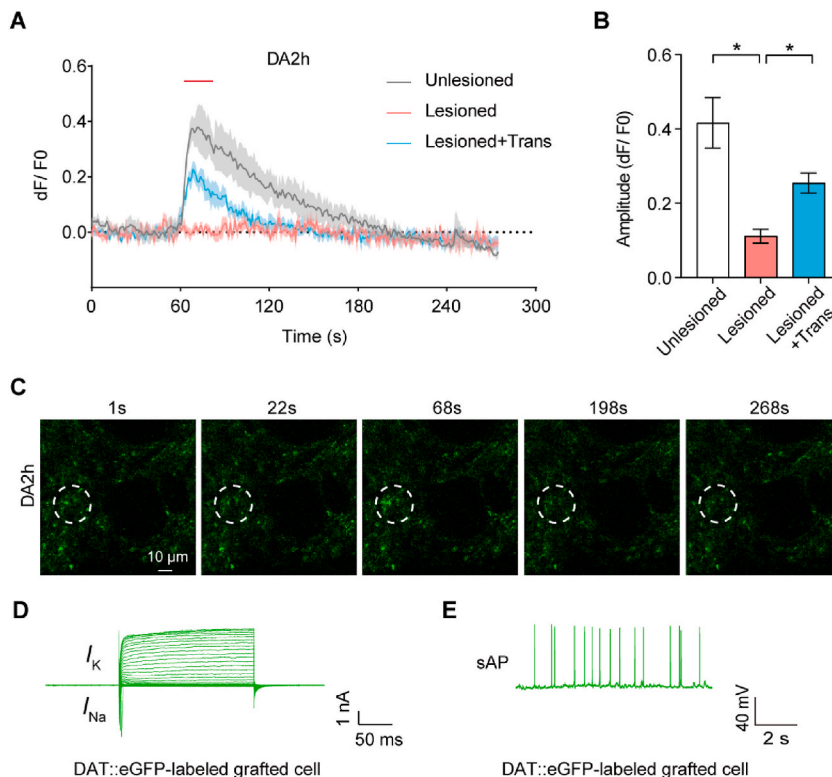 A
DA2h
0.6
0.4
0.2
0.0
dF/ F0
0
60
120
180
240
300
Time (s)
Unlesioned
Lesioned
Lesioned+Trans
B
* *
0.6
0.4
0.2
0.0
Amplitude (dF/ F0)
Unlesioned
Lesioned
Lesioned
+Trans
C
1s
22s
68s
198s
268s
DA2h
10 μm
D
IK
INa
1 nA
50 ms
DAT::eGFP-labeled grafted cell
E
sAP
40 mV
2 s
DAT::eGFP-labeled grafted cell